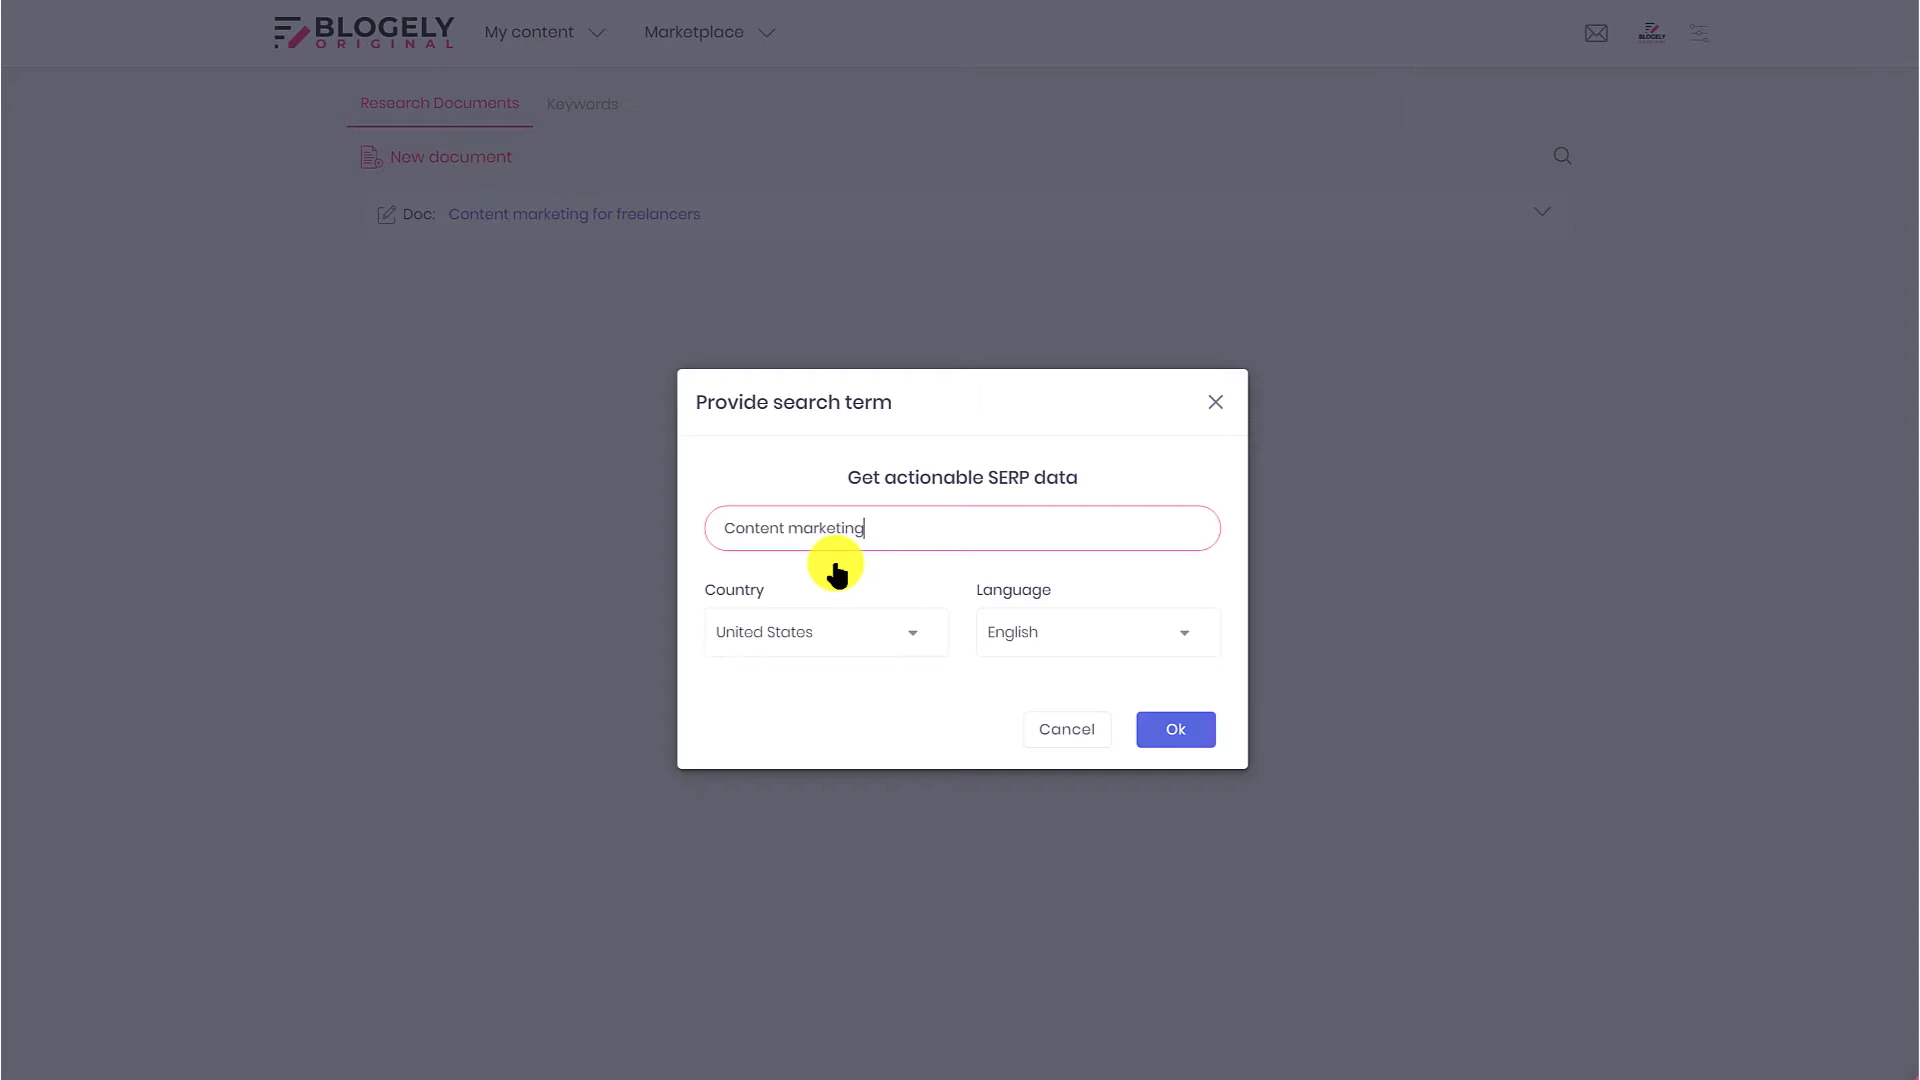 BLOGELY
ORIGINAL
My content
Marketplace
BLOGELY
Research Documents
Keywords
New document
Doc: Content marketing for freelancers
Provide search term
Get actionable SERP data
Content marketing
Country
Language
United States
English
Cancel
Ok